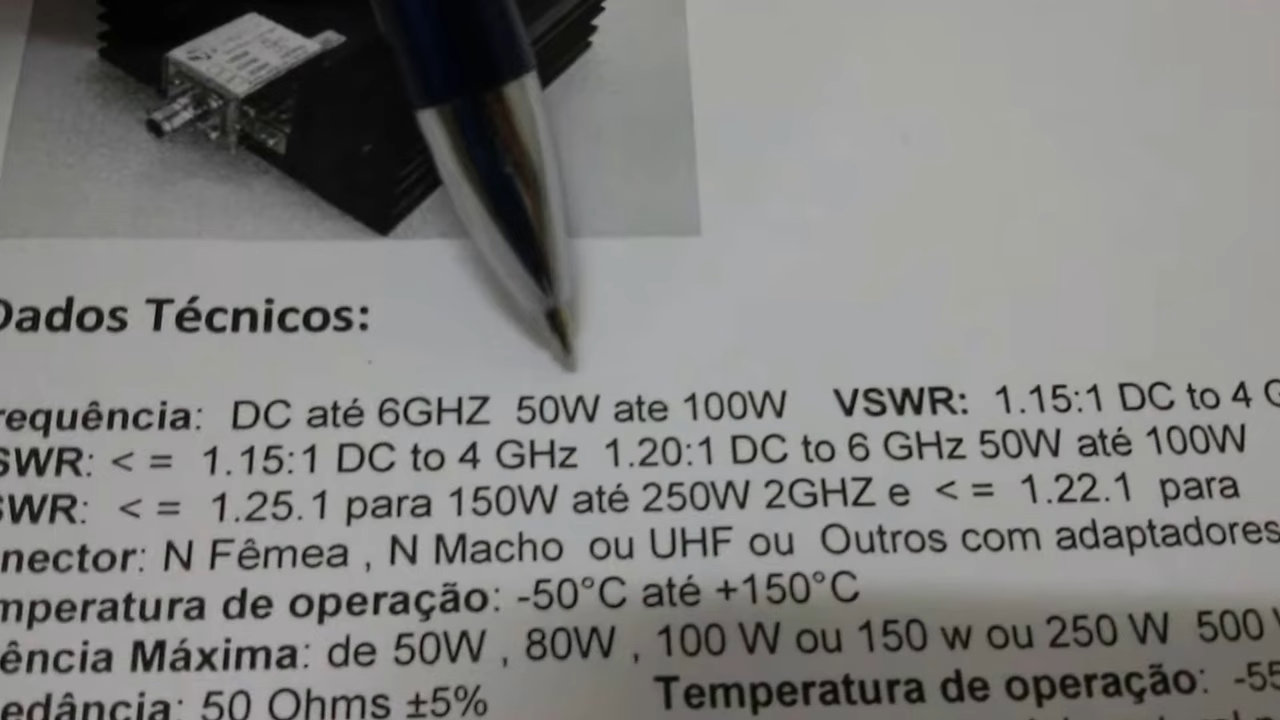 Dados Técnicos:
requência: DC até 6GHZ 50W ate 100W VSWR: 1.15:1 DC to 4 G
SWR: < = 1.15:1 DC to 4 GHz 1.20:1 DC to 6 GHz 50W até 100W
SWR: < = 1.25.1 para 150W até 250W 2GHZ e < = 1.22.1 para
nector: N Fêmea , N Macho ou UHF ou Outros com adaptadores
mperatura de operação: -50°C até +150°C
ência Máxima: de 50W , 80W , 100 W ou 150 w ou 250 W 500
edância: 50 Ohms ±5% Temperatura de operação: -55